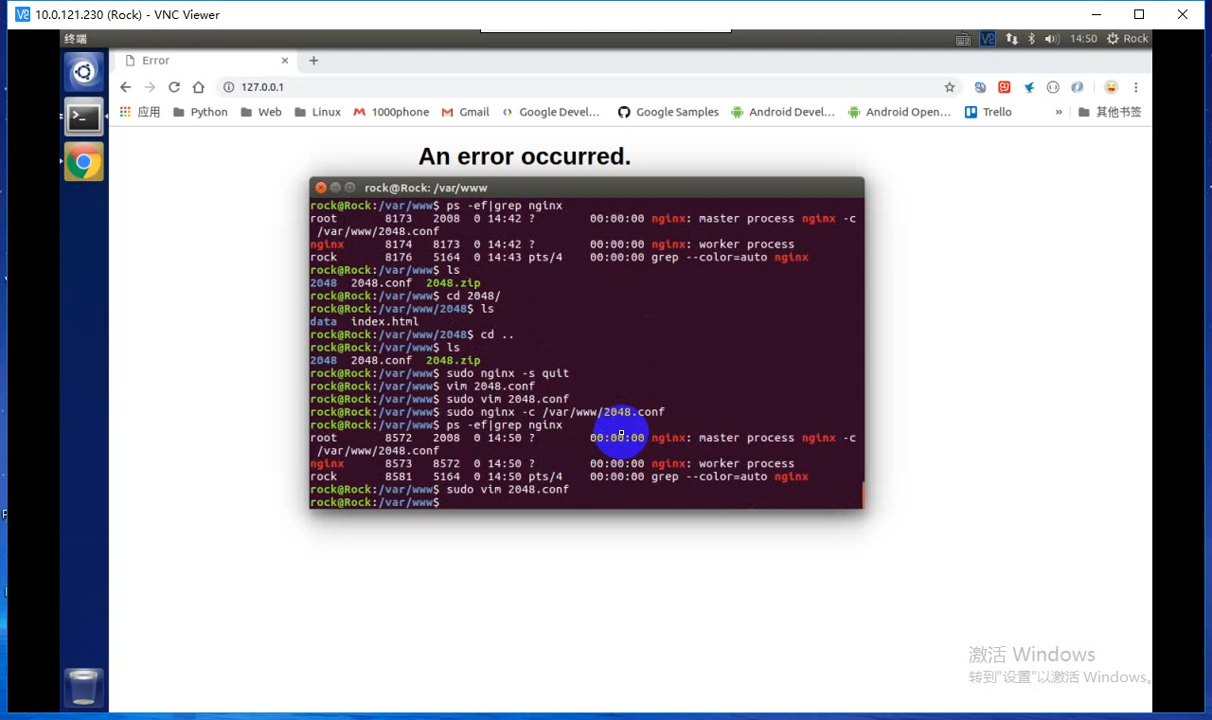 10.0.121.230 (Rock) - VNC Viewer
终端
14:50 Rock
Error
127.0.0.1
应用 Python Web Linux 1000phone Gmail Google Devel... Google Samples Android Devel... Android Open... Trello » 其他书签
An error occurred.
rock@Rock: /var/www
rock@Rock:/var/www$ ps -ef|grep nginx
root 8173 2008 0 14:42 ? 00:00:00 nginx: master process nginx -c
/var/www/2048.conf
nginx 8174 8173 0 14:42 ? 00:00:00 nginx: worker process
rock 8176 5164 0 14:43 pts/4 00:00:00 grep --color=auto nginx
rock@Rock:/var/www$ ls
2048 2048.conf 2048.zip
rock@Rock:/var/www$ cd 2048/
rock@Rock:/var/www/2048$ ls
data index.html
rock@Rock:/var/www/2048$ cd ..
rock@Rock:/var/www$ ls
2048 2048.conf 2048.zip
rock@Rock:/var/www$ sudo nginx -s quit
rock@Rock:/var/www$ vim 2048.conf
rock@Rock:/var/www$ sudo vim 2048.conf
rock@Rock:/var/www$ sudo nginx -c /var/www/2048.conf
rock@Rock:/var/www$ ps -ef|grep nginx
root 8572 2008 0 14:50 ? 00:00:00 nginx: master process nginx -c
/var/www/2048.conf
nginx 8573 8572 0 14:50 ? 00:00:00 nginx: worker process
rock 8581 5164 0 14:50 pts/4 00:00:00 grep --color=auto nginx
rock@Rock:/var/www$ sudo vim 2048.conf
rock@Rock:/var/www$
激活 Windows
转到"设置"以激活 Windows。